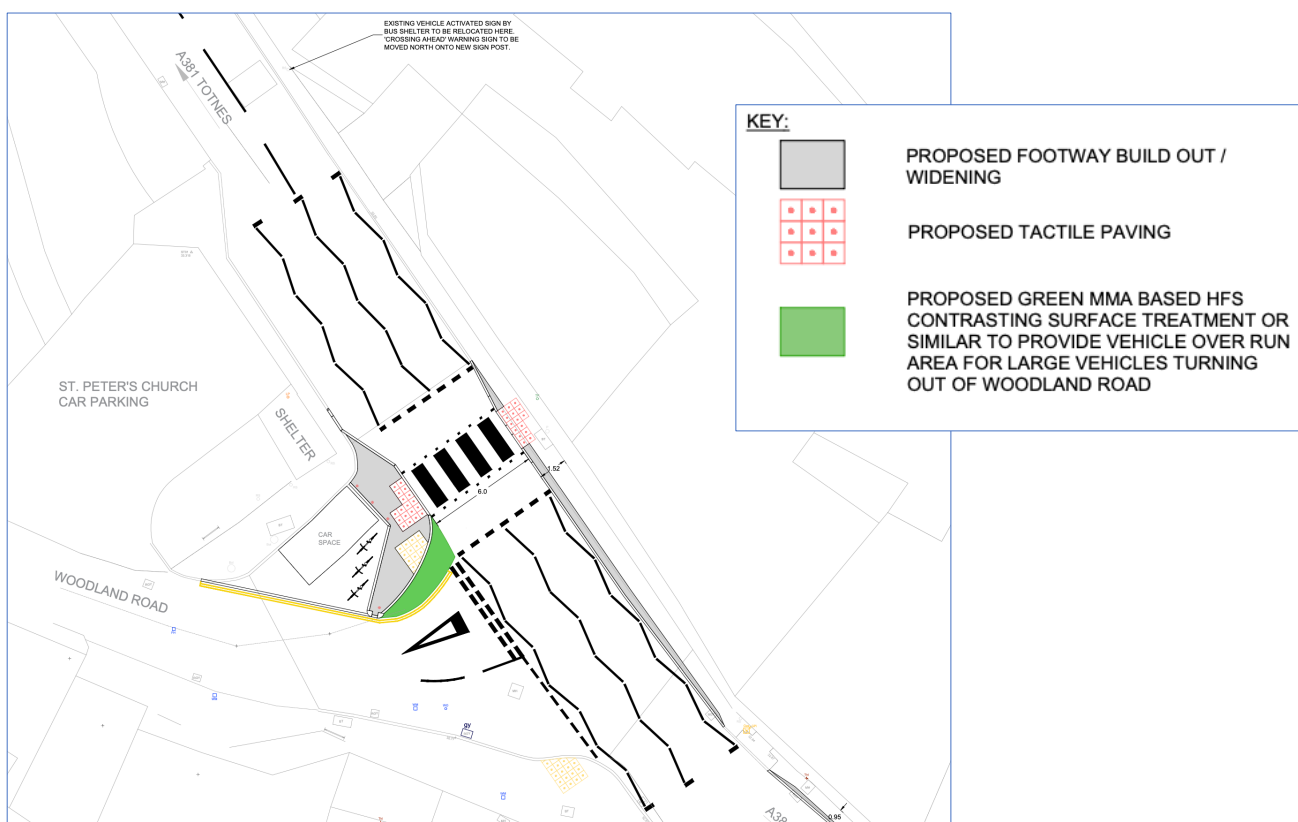 EXISTING VEHICLE ACTIVATED SIGN BY
BUS SHELTER TO BE RELOCATED HERE.
'CROSSING AHEAD' WARNING SIGN TO BE
MOVED NORTH ONTO NEW SIGN POST.
A381 TOTNES
KEY:
PROPOSED FOOTWAY BUILD OUT /
WIDENING
PROPOSED TACTILE PAVING
PROPOSED GREEN MMA BASED HFS
CONTRASTING SURFACE TREATMENT OR
SIMILAR TO PROVIDE VEHICLE OVER RUN
AREA FOR LARGE VEHICLES TURNING
OUT OF WOODLAND ROAD
ST. PETER'S CHURCH
CAR PARKING
SHELTER
1.52
6.0
CAR
SPACE
WOODLAND ROAD
gy
0.95